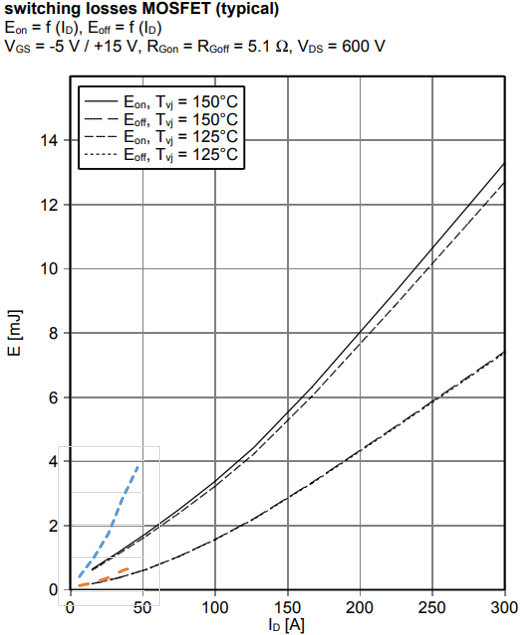 switching losses MOSFET (typical)
Eon = f (ID), Eoff = f (ID)
VGS = -5 V / +15 V, RGon = RGoff = 5.1 Ω, VDS = 600 V
Eon, Tvj = 150°C
Eoff, Tvj = 150°C
Eon, Tvj = 125°C
Eoff, Tvj = 125°C
14
12
10
8
6
4
2
0
E [mJ]
0 50 100 150 200 250 300
ID [A]